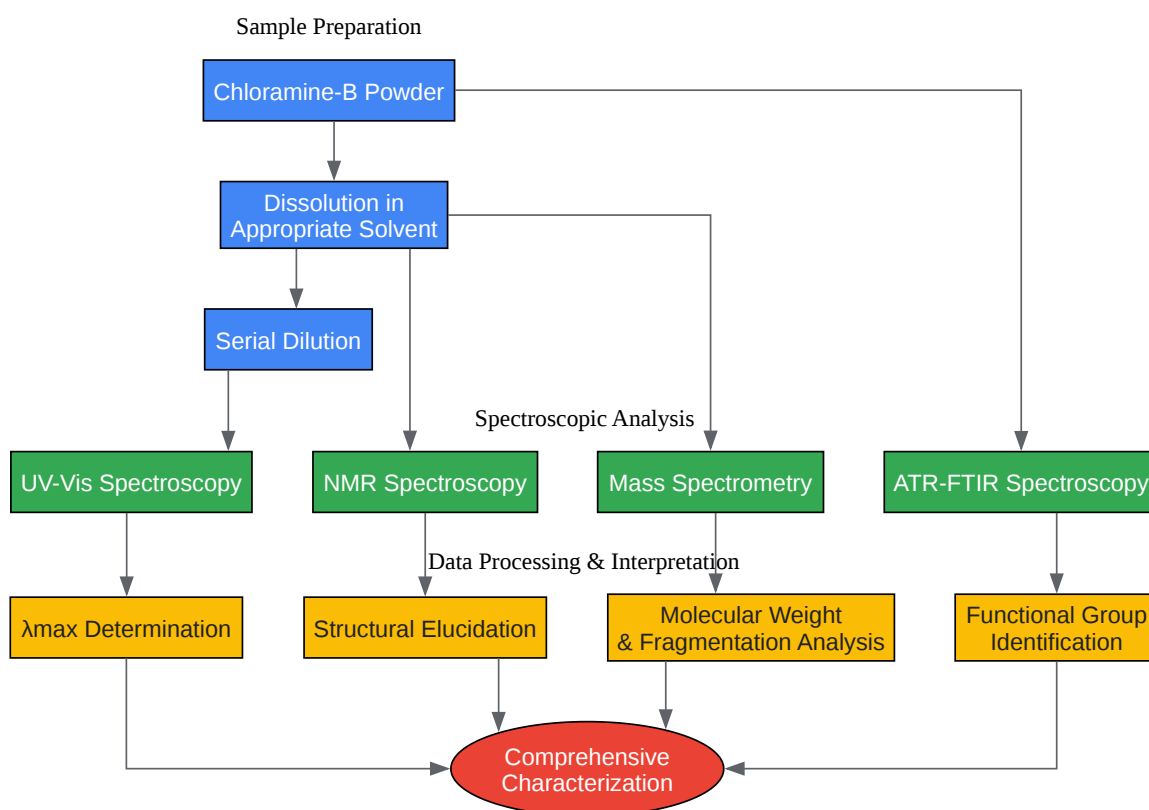 Sample Preparation
Chloramine-B Powder
Dissolution in
Appropriate Solvent
Serial Dilution
Spectroscopic Analysis
UV-Vis Spectroscopy
NMR Spectroscopy
Mass Spectrometry
ATR-FTIR Spectroscopy
Data Processing & Interpretation
λmax Determination
Structural Elucidation
Molecular Weight
& Fragmentation Analysis
Functional Group
Identification
Comprehensive
Characterization